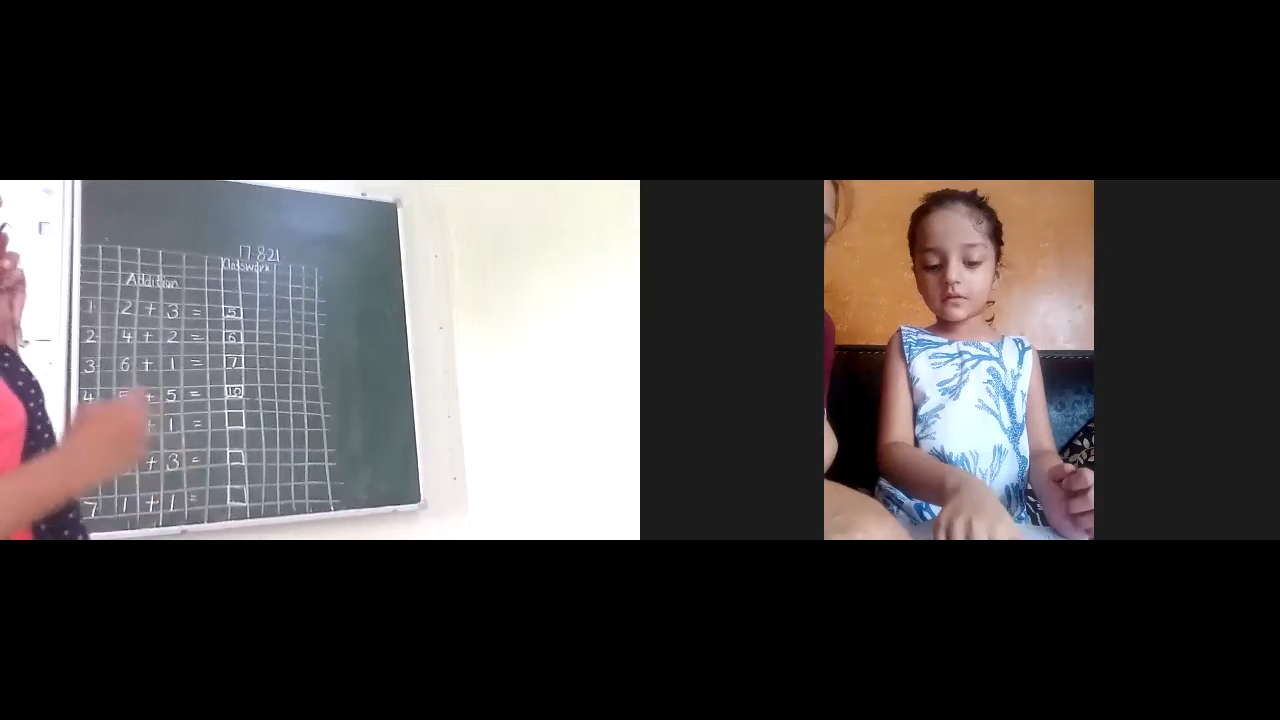 17-8-21
Classwork
Addition
1 2 + 3 = 5
2 4 + 2 = 6
3 6 + 1 = 7
4 5 + 5 = 10
+ 1 =
+ 3 =
7 1 + 1 =